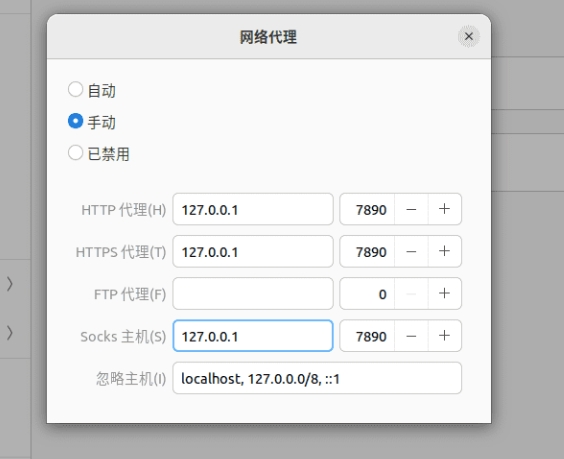 网络代理
自动
手动
已禁用
HTTP 代理(H) 127.0.0.1 7890 − +
HTTPS 代理(T) 127.0.0.1 7890 − +
FTP 代理(F) 0 − +
Socks 主机(S) 127.0.0.1 7890 − +
忽略主机(I) localhost, 127.0.0.0/8, ::1